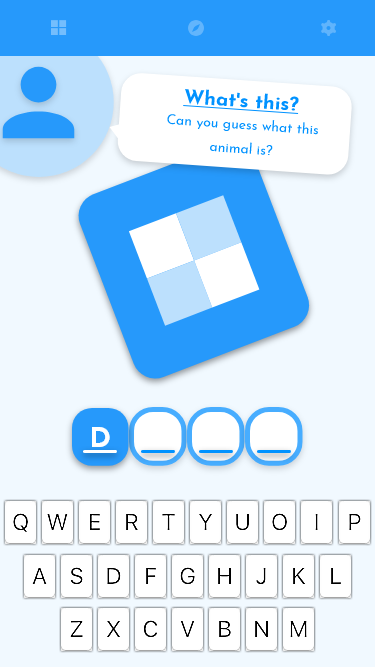 What's this?
Can you guess what this
animal is?
D
Q W E R T Y U O I P
A S D F G H J K L
Z X C V B N M